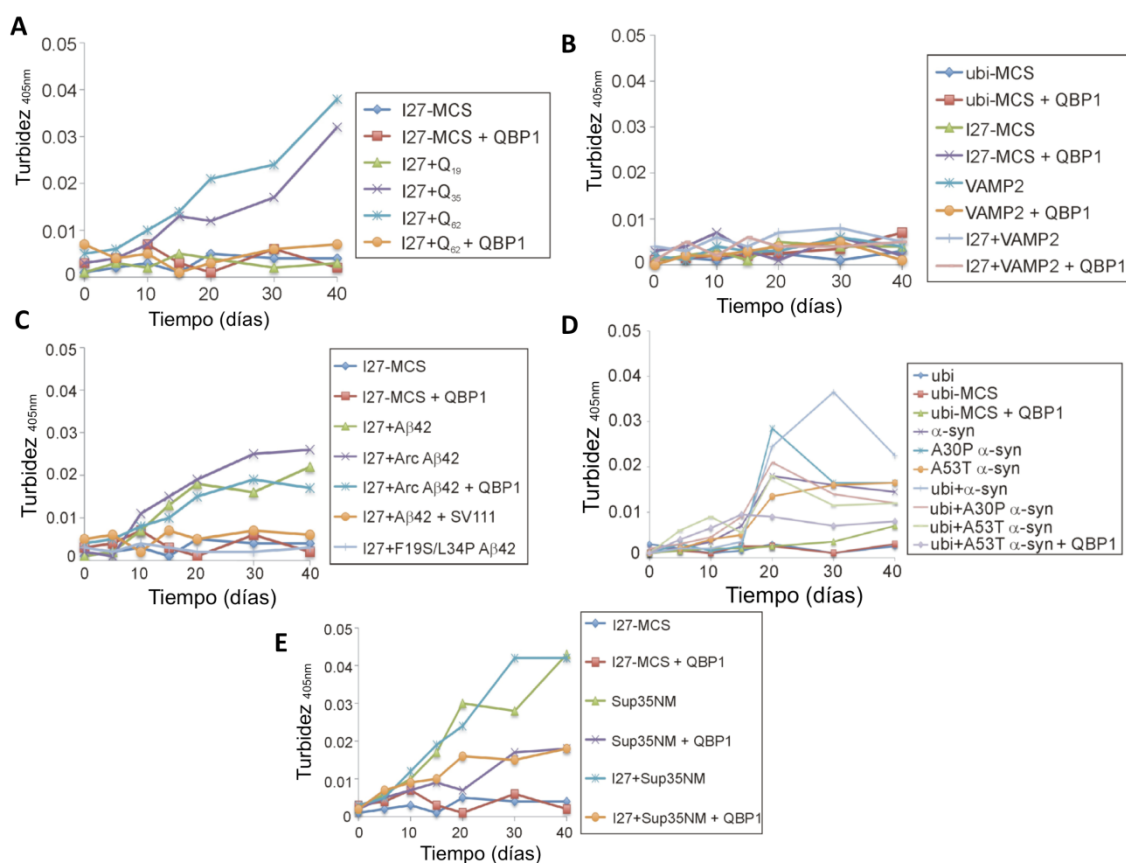 A
0.05
0.04
0.03
0.02
0.01
0
Turbidez 405nm
0 10 20 30 40
Tiempo (días)
I27-MCS
I27-MCS + QBP1
I27+Q19
I27+Q35
I27+Q62
I27+Q62 + QBP1
B
0.05
0.04
0.03
0.02
0.01
0
Turbidez 405nm
0 10 20 30 40
Tiempo (días)
ubi-MCS
ubi-MCS + QBP1
I27-MCS
I27-MCS + QBP1
VAMP2
VAMP2 + QBP1
I27+VAMP2
I27+VAMP2 + QBP1
C
0.05
0.04
0.03
0.02
0.01
0
Turbidez 405nm
0 10 20 30 40
Tiempo (días)
I27-MCS
I27-MCS + QBP1
I27+Aβ42
I27+Arc Aβ42
I27+Arc Aβ42 + QBP1
I27+Aβ42 + SV111
I27+F19S/L34P Aβ42
D
0.05
0.04
0.03
0.02
0.01
0
Turbidez 405nm
0 10 20 30 40
Tiempo (días)
ubi
ubi-MCS
ubi-MCS + QBP1
α-syn
A30P α-syn
A53T α-syn
ubi+α-syn
ubi+A30P α-syn
ubi+A53T α-syn
ubi+A53T α-syn + QBP1
E
0.05
0.04
0.03
0.02
0.01
0
Turbidez 405nm
0 10 20 30 40
Tiempo (días)
I27-MCS
I27-MCS + QBP1
Sup35NM
Sup35NM + QBP1
I27+Sup35NM
I27+Sup35NM + QBP1